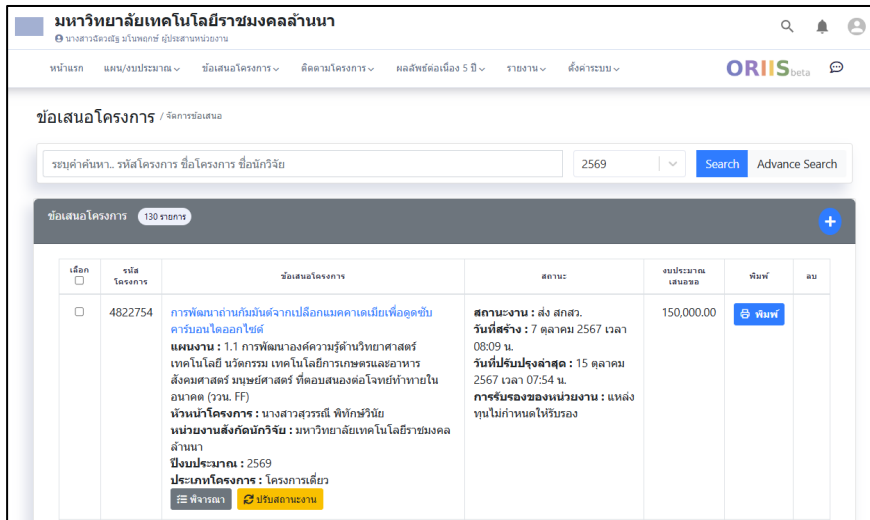 มหาวิทยาลัยเทคโนโลยีราชมงคลล้านนา
นางสาวฉัตวณัฐ มโนพอกษ์ ผู้ประสานหน่วยงาน
หน้าแรก แผน/งบประมาณ ข้อเสนอโครงการ ติดตามโครงการ ผลลัพธ์ต่อเนื่อง 5 ปี รายงาน ตั้งค่าระบบ ORIIS beta
ข้อเสนอโครงการ / จัดการข้อเสนอ
ระบุคำค้นหา.. รหัสโครงการ ชื่อโครงการ ชื่อนักวิจัย 2569 Search Advance Search
ข้อเสนอโครงการ 130 รายการ
เลือก รหัสโครงการ ข้อเสนอโครงการ สถานะ งบประมาณเสนอขอ พิมพ์ ลบ
4822754 การพัฒนาถ่านกัมมันต์จากเปลือกแมคคาเดเมียเพื่อดูดซับ
คาร์บอนไดออกไซด์
แผนงาน : 1.1 การพัฒนาองค์ความรู้ด้านวิทยาศาสตร์
เทคโนโลยี นวัตกรรม เทคโนโลยีการเกษตรและอาหาร
สังคมศาสตร์ มนุษย์ศาสตร์ ที่ตอบสนองต่อโจทย์ท้าทายใน
อนาคต (ววน. FF)
หัวหน้าโครงการ : นางสาวสุวรรณี พิทักษ์วินัย
หน่วยงานสังกัดนักวิจัย : มหาวิทยาลัยเทคโนโลยีราชมงคล
ล้านนา
ปีงบประมาณ : 2569
ประเภทโครงการ : โครงการเดี่ยว
พิจารณา ปรับสถานะงาน
สถานะงาน : ส่ง สกสว.
วันที่สร้าง : 7 ตุลาคม 2567 เวลา
08:09 น.
วันที่ปรับปรุงล่าสุด : 15 ตุลาคม
2567 เวลา 07:54 น.
การรับรองของหน่วยงาน : แหล่ง
ทุนไม่กำหนดให้รับรอง
150,000.00 พิมพ์